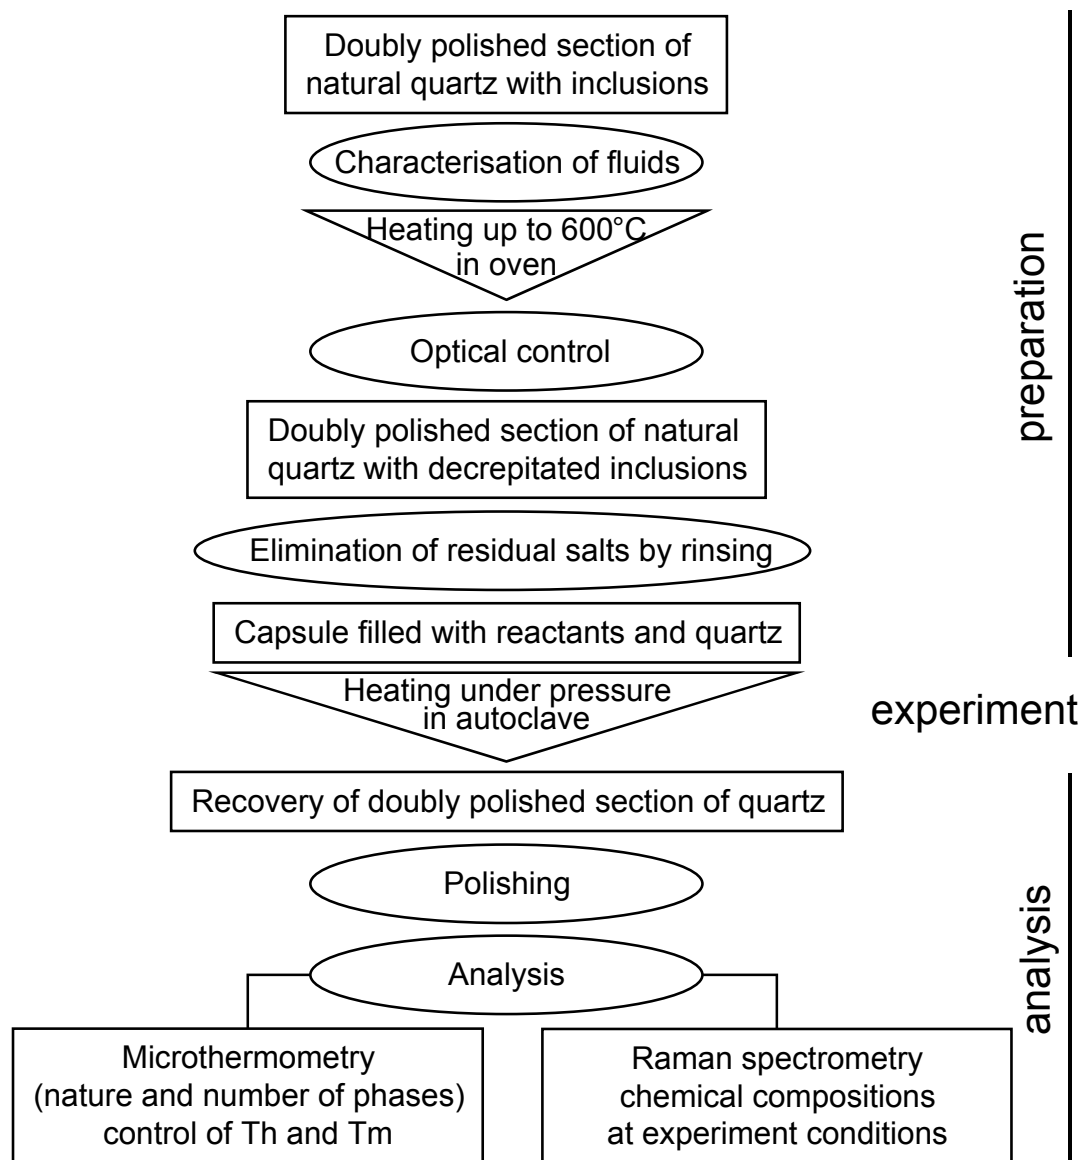 Doubly polished section of
natural quartz with inclusions
Characterisation of fluids
Heating up to 600°C
in oven
Optical control
Doubly polished section of natural
quartz with decrepitated inclusions
Elimination of residual salts by rinsing
Capsule filled with reactants and quartz
preparation
Heating under pressure
in autoclave
experiment
Recovery of doubly polished section of quartz
Polishing
Analysis
Microthermometry
(nature and number of phases)
control of Th and Tm
Raman spectrometry
chemical compositions
at experiment conditions
analysis